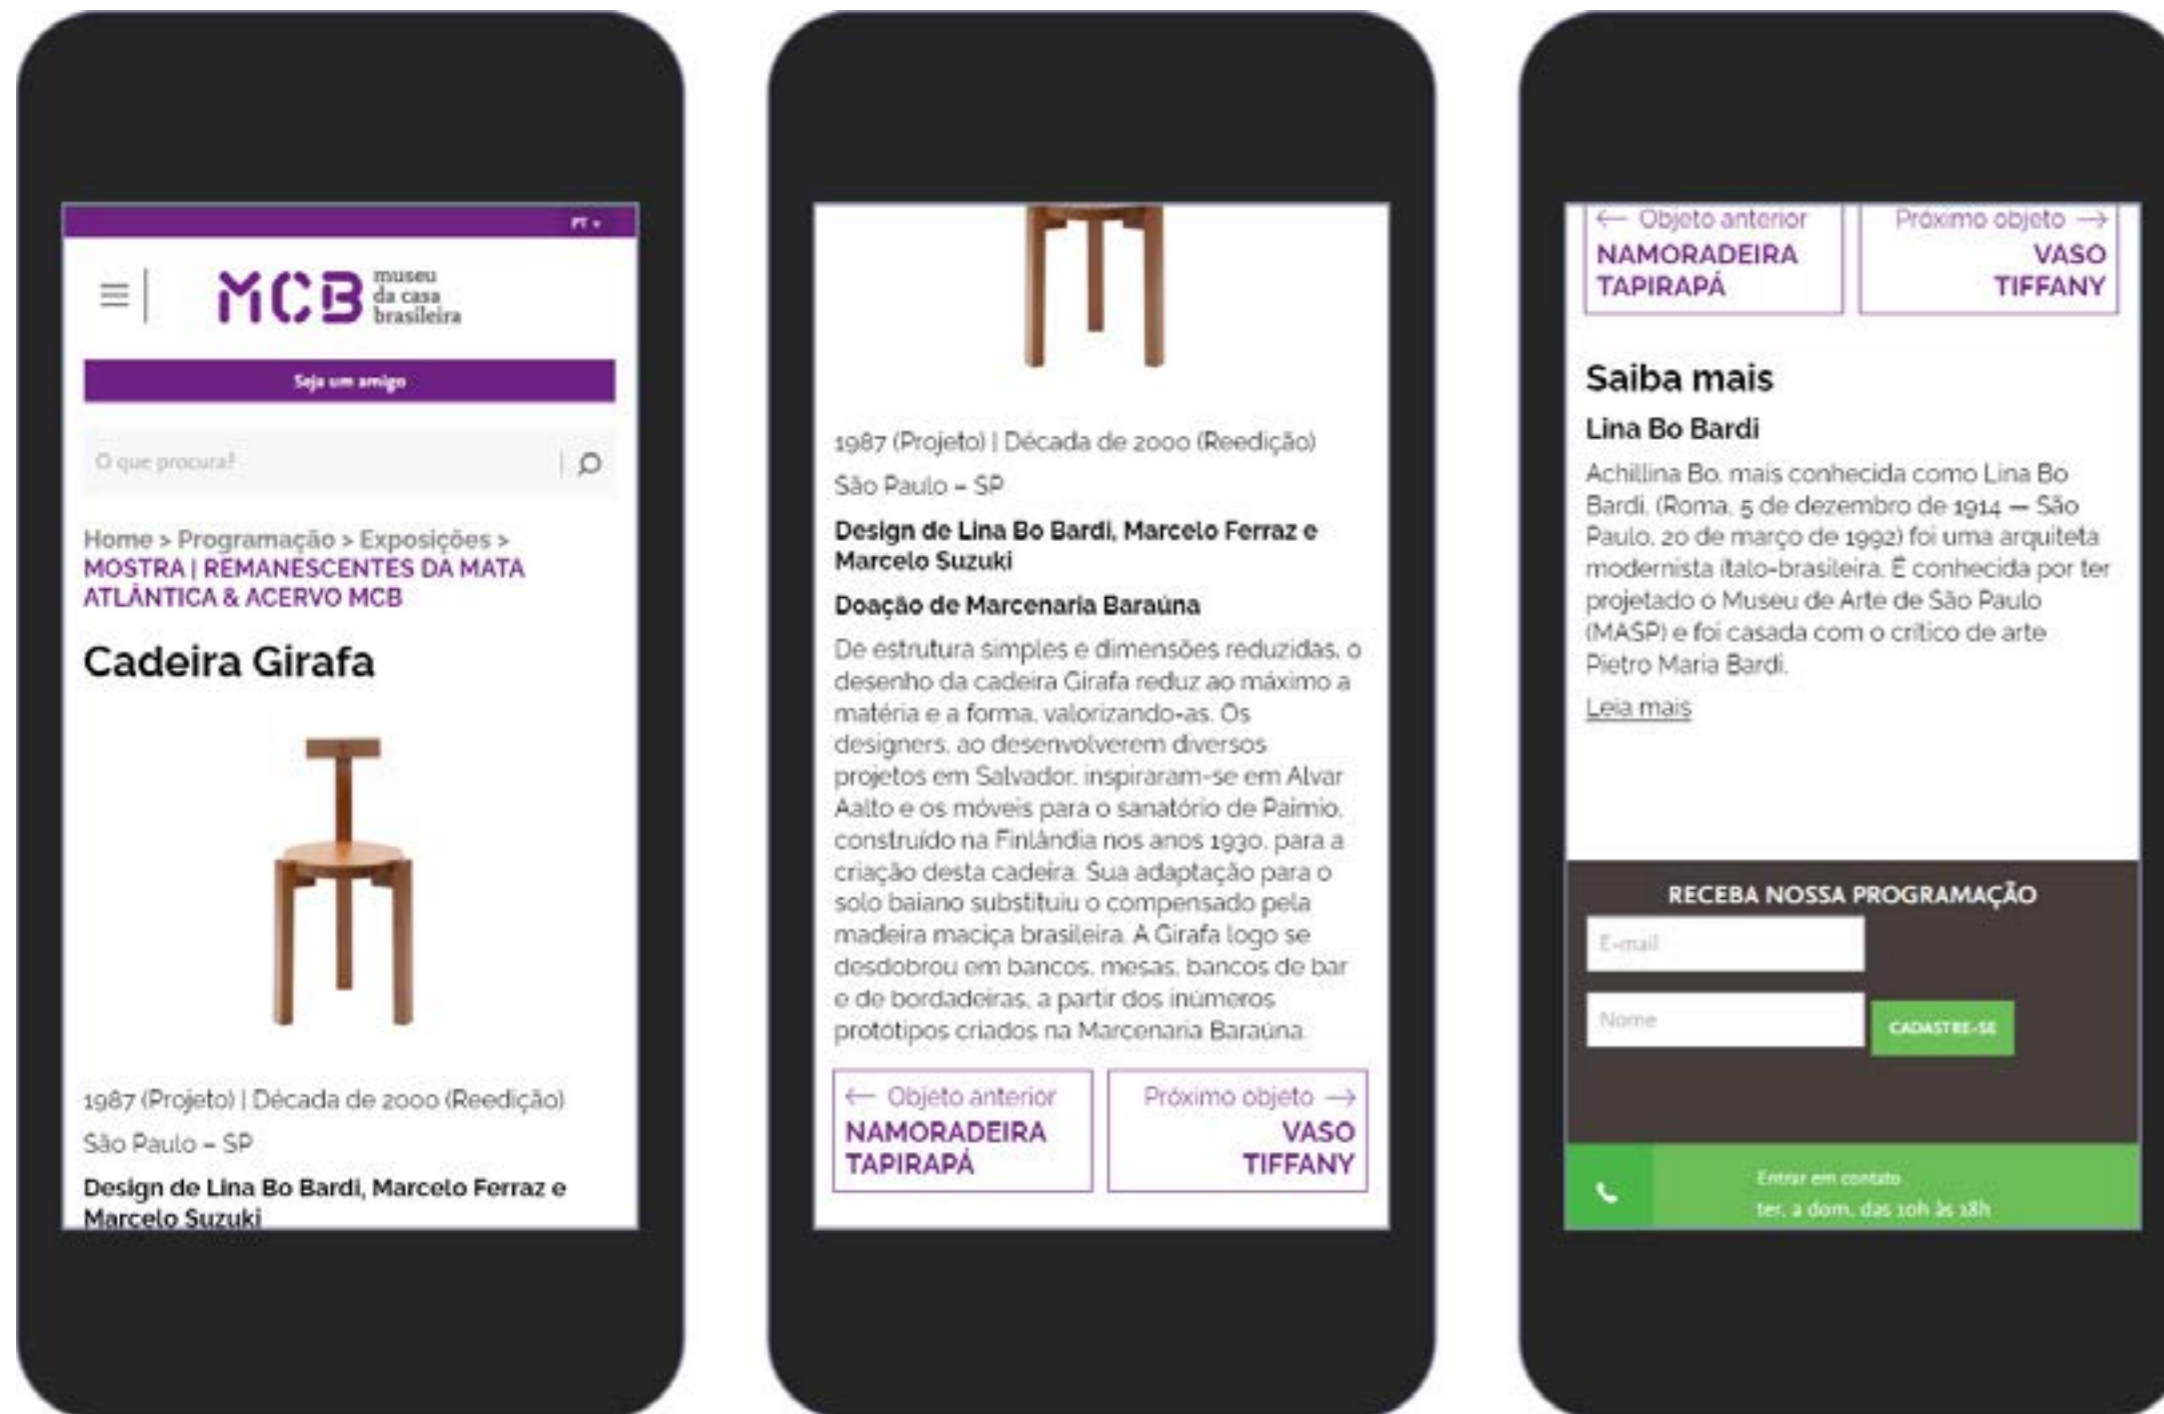 PT
MCB museu
da casa
brasileira
Seja um amigo
O que procura?
Home > Programação > Exposições >
MOSTRA | REMANESCENTES DA MATA
ATLÂNTICA & ACERVO MCB
Cadeira Girafa
1987 (Projeto) | Década de 2000 (Reedição)
São Paulo – SP
Design de Lina Bo Bardi, Marcelo Ferraz e
Marcelo Suzuki
1987 (Projeto) | Década de 2000 (Reedição)
São Paulo – SP
Design de Lina Bo Bardi, Marcelo Ferraz e
Marcelo Suzuki
Doação de Marcenaria Baraúna
De estrutura simples e dimensões reduzidas, o
desenho da cadeira Girafa reduz ao máximo a
matéria e a forma, valorizando-as. Os
designers, ao desenvolverem diversos
projetos em Salvador, inspiraram-se em Alvar
Aalto e os móveis para o sanatório de Paimio,
construído na Finlândia nos anos 1930, para a
criação desta cadeira. Sua adaptação para o
solo baiano substituiu o compensado pela
madeira maciça brasileira. A Girafa logo se
desdobrou em bancos, mesas, bancos de bar
e de bordadeiras, a partir dos inúmeros
protótipos criados na Marcenaria Baraúna.
← Objeto anterior
NAMORADEIRA
TAPIRAPÁ
Próximo objeto →
VASO
TIFFANY
← Objeto anterior
NAMORADEIRA
TAPIRAPÁ
Próximo objeto →
VASO
TIFFANY
Saiba mais
Lina Bo Bardi
Achillina Bo, mais conhecida como Lina Bo
Bardi, (Roma, 5 de dezembro de 1914 — São
Paulo, 20 de março de 1992) foi uma arquiteta
modernista ítalo-brasileira. É conhecida por ter
projetado o Museu de Arte de São Paulo
(MASP) e foi casada com o crítico de arte
Pietro Maria Bardi.
Leia mais
RECEBA NOSSA PROGRAMAÇÃO
E-mail
Nome
CADASTRE-SE
Entrar em contato
ter. a dom. das 10h às 18h